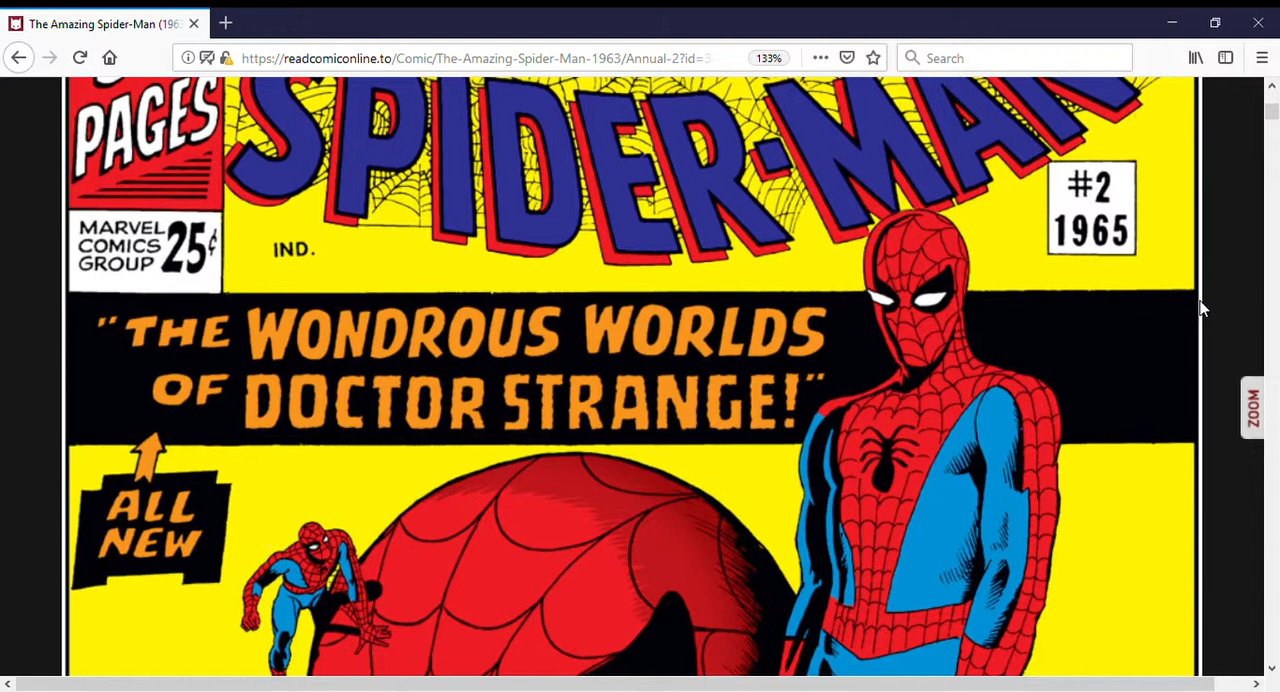 The Amazing Spider-Man (196
https://readcomiconline.to/Comic/The-Amazing-Spider-Man-1963/Annual-2?id=3
133%
Search
PAGES
SPIDER-MAN
#2
1965
MARVEL
COMICS
GROUP
25¢
IND.
"THE WONDROUS WORLDS
OF DOCTOR STRANGE!"
ALL
NEW
ZOOM